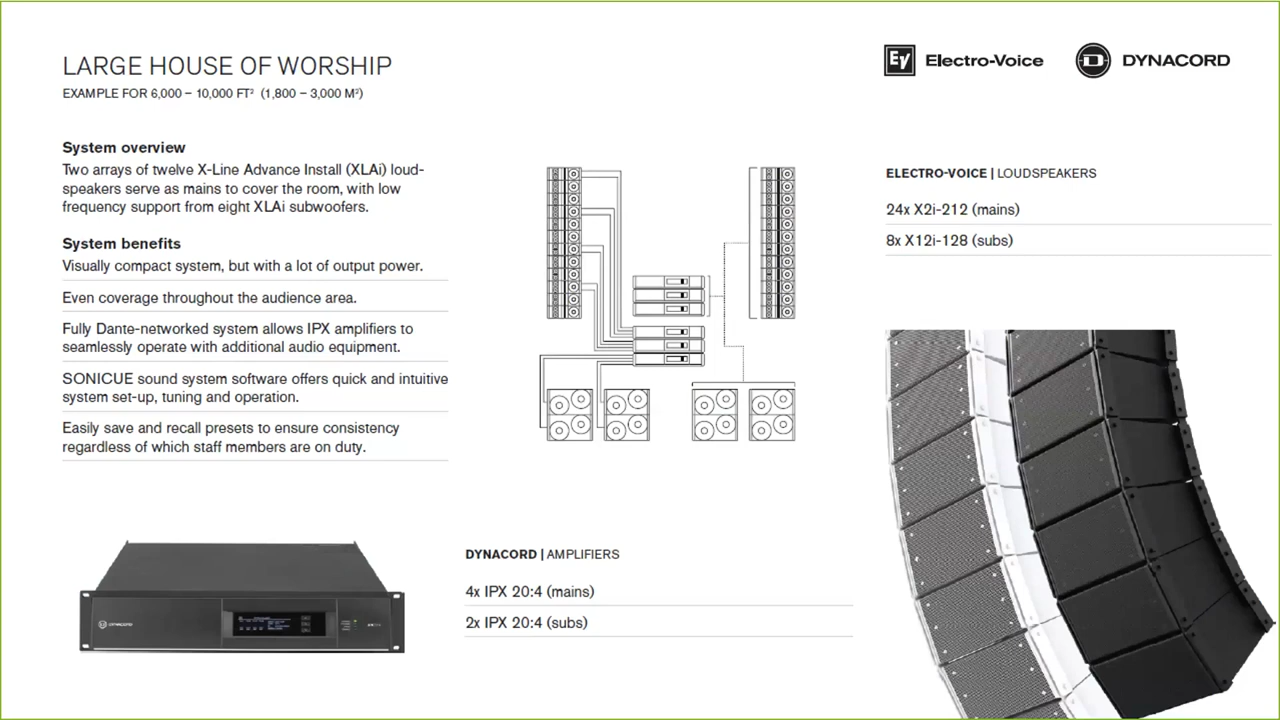 LARGE HOUSE OF WORSHIP
EXAMPLE FOR 6,000 – 10,000 FT² (1,800 – 3,000 M²)
EV Electro-Voice
D DYNACORD
System overview
Two arrays of twelve X-Line Advance Install (XLAi) loud-
speakers serve as mains to cover the room, with low
frequency support from eight XLAi subwoofers.
System benefits
Visually compact system, but with a lot of output power.
Even coverage throughout the audience area.
Fully Dante-networked system allows IPX amplifiers to
seamlessly operate with additional audio equipment.
SONICUE sound system software offers quick and intuitive
system set-up, tuning and operation.
Easily save and recall presets to ensure consistency
regardless of which staff members are on duty.
ELECTRO-VOICE | LOUDSPEAKERS
24x X2i-212 (mains)
8x X12i-128 (subs)
DYNACORD
DYNACORD | AMPLIFIERS
4x IPX 20:4 (mains)
2x IPX 20:4 (subs)